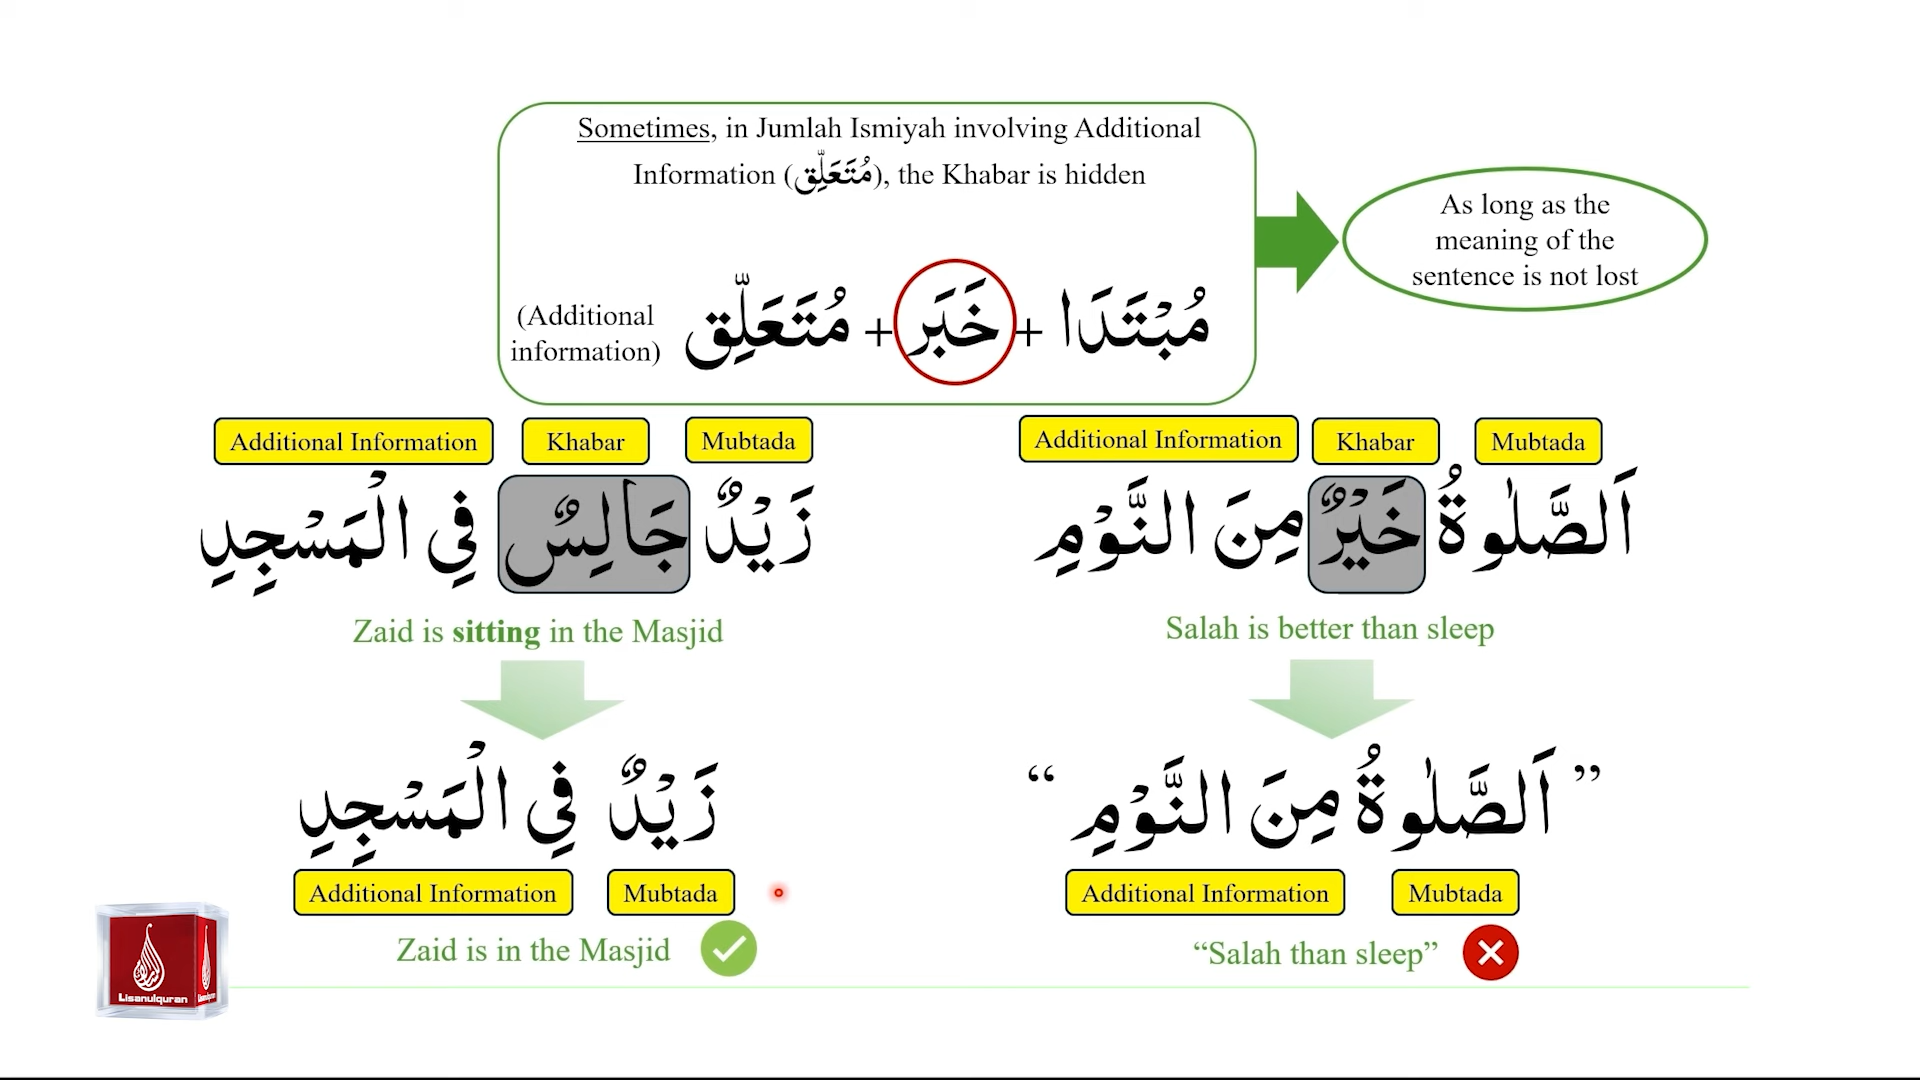 Sometimes, in Jumlah Ismiyah involving Additional
Information (مُتَعَلِّق), the Khabar is hidden
As long as the
meaning of the
sentence is not lost
مُبْتَدَا + خَبَر + مُتَعَلِّق
(Additional
information)
Additional Information Khabar Mubtada
زَيْدٌ جَالِسٌ فِي الْمَسْجِدِ
Zaid is sitting in the Masjid
زَيْدٌ فِي الْمَسْجِدِ
Additional Information Mubtada
Zaid is in the Masjid
Additional Information Khabar Mubtada
اَلصَّلٰوةُ خَيْرٌ مِنَ النَّوْمِ
Salah is better than sleep
” اَلصَّلٰوةُ مِنَ النَّوْمِ “
Additional Information Mubtada
“Salah than sleep”
Lisanulquran